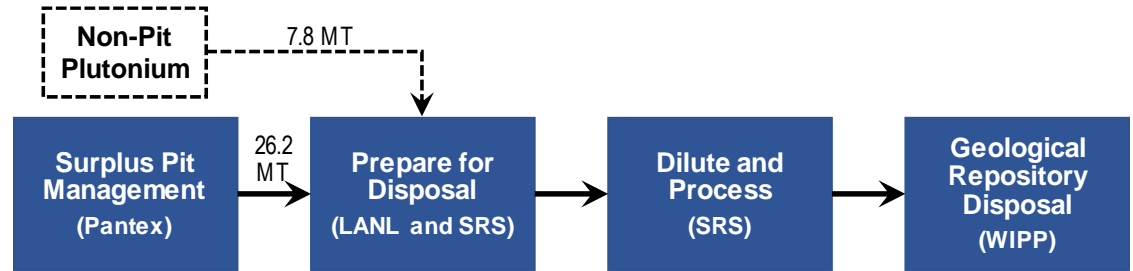 Non-Pit
Plutonium
7.8 MT
Surplus Pit
Management
(Pantex)
26.2
MT
Prepare for
Disposal
(LANL and SRS)
Dilute and
Process
(SRS)
Geological
Repository
Disposal
(WIPP)